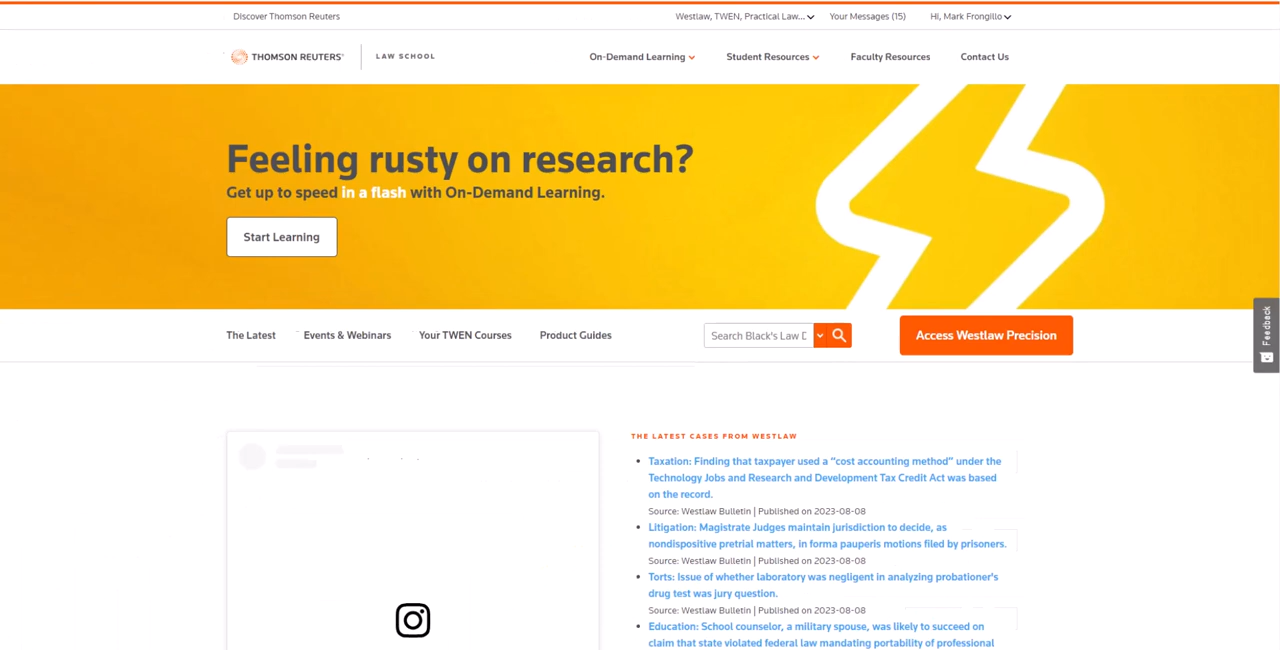 Discover Thomson Reuters
Westlaw, TWEN, Practical Law... Your Messages (15) Hi, Mark Frongillo
THOMSON REUTERS LAW SCHOOL
On-Demand Learning Student Resources Faculty Resources Contact Us
Feeling rusty on research?
Get up to speed in a flash with On-Demand Learning.
Start Learning
The Latest Events & Webinars Your TWEN Courses Product Guides
Search Black's Law D
Access Westlaw Precision
Feedback
THE LATEST CASES FROM WESTLAW
Taxation: Finding that taxpayer used a “cost accounting method” under the
Technology Jobs and Research and Development Tax Credit Act was based
on the record.
Source: Westlaw Bulletin | Published on 2023-08-08
Litigation: Magistrate Judges maintain jurisdiction to decide, as
nondispositive pretrial matters, in forma pauperis motions filed by prisoners.
Source: Westlaw Bulletin | Published on 2023-08-08
Torts: Issue of whether laboratory was negligent in analyzing probationer's
drug test was jury question.
Source: Westlaw Bulletin | Published on 2023-08-08
Education: School counselor, a military spouse, was likely to succeed on
claim that state violated federal law mandating portability of professional